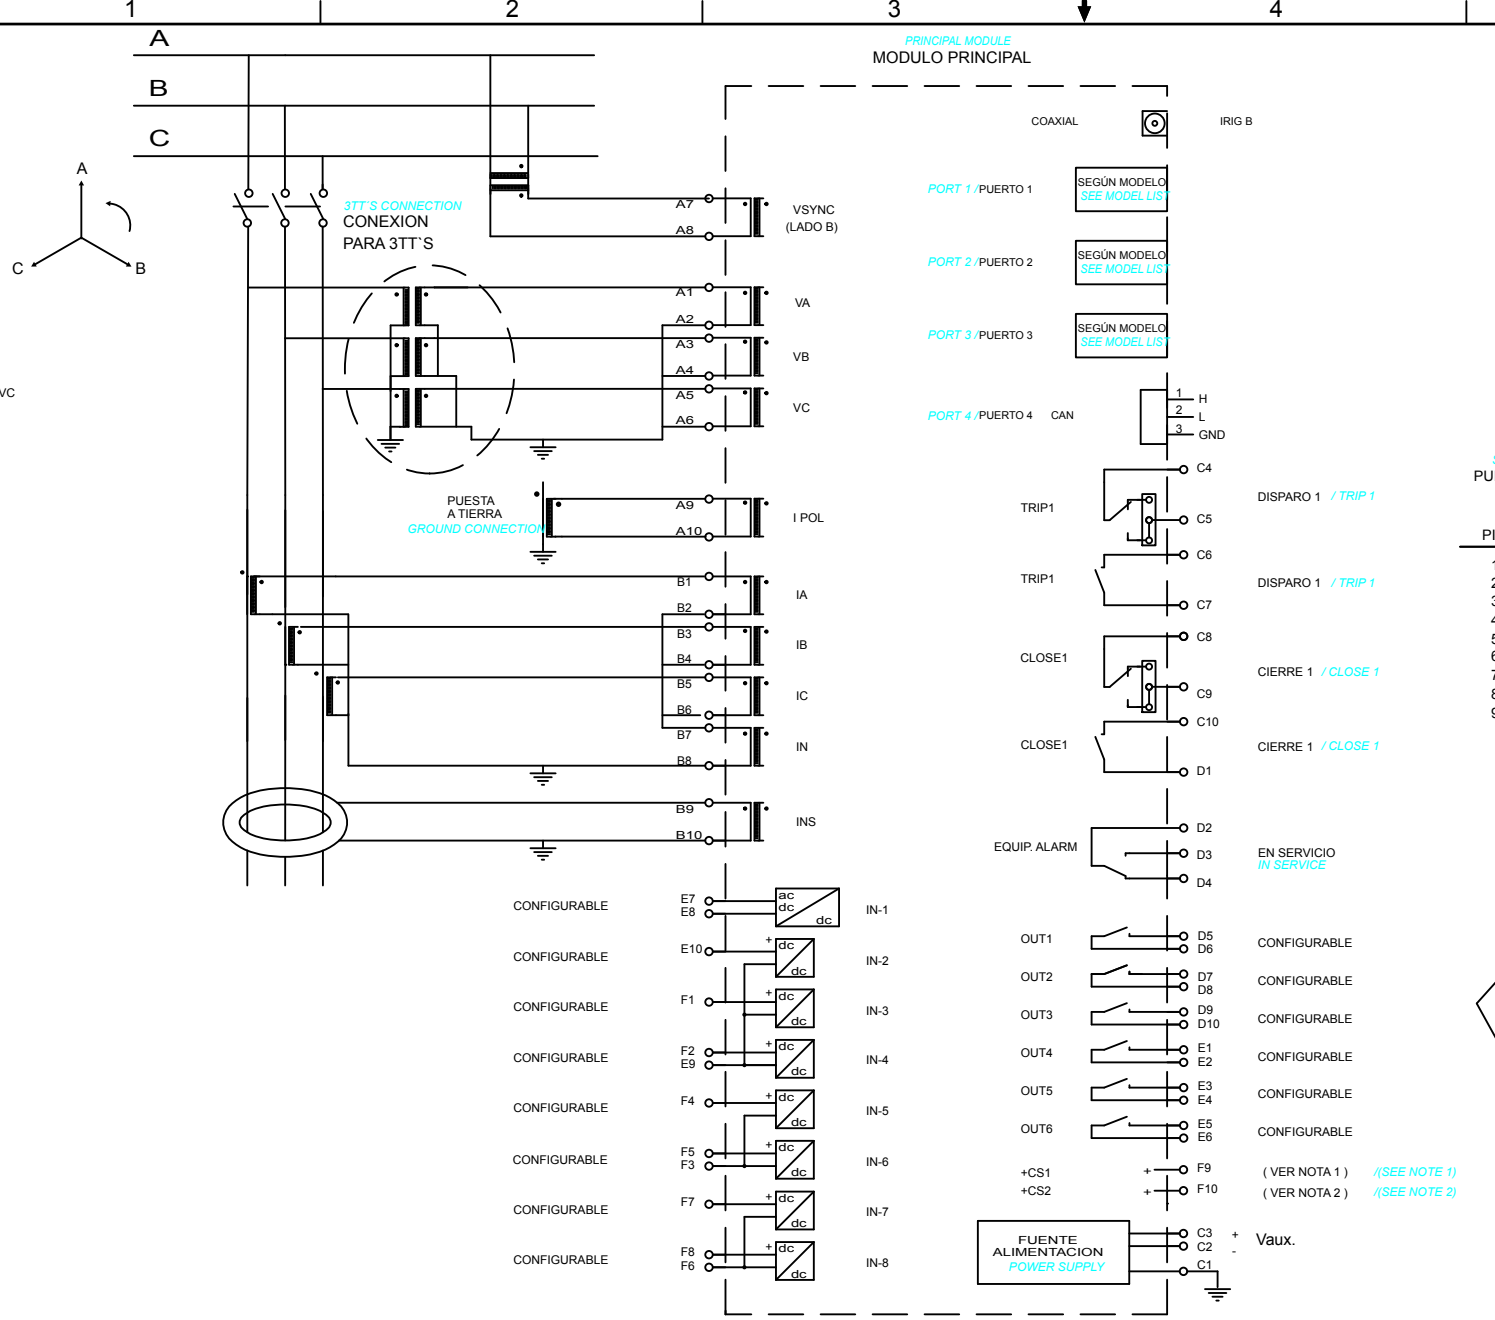 1 2 3 4
A
B
C
PRINCIPAL MODULE
MODULO PRINCIPAL
COAXIAL IRIG B
A
C B
3TT'S CONNECTION
CONEXION
PARA 3TT`S
A7
A8
VSYNC
(LADO B)
A1
A2
VA
A3
A4
VB
A5
A6
VC
VC
PUESTA
A TIERRA
GROUND CONNECTION
A9
A10
I POL
B1
B2
IA
B3
B4
IB
B5
B6
IC
B7
B8
IN
B9
B10
INS
CONFIGURABLE E7 E8 ac dc dc IN-1
CONFIGURABLE E10 + dc dc IN-2
CONFIGURABLE F1 + dc dc IN-3
CONFIGURABLE F2 E9 + dc dc IN-4
CONFIGURABLE F4 + dc dc IN-5
CONFIGURABLE F5 F3 + dc dc IN-6
CONFIGURABLE F7 + dc dc IN-7
CONFIGURABLE F8 F6 + dc dc IN-8
PORT 1 /PUERTO 1
SEGÚN MODELO
SEE MODEL LIST
PORT 2 /PUERTO 2
SEGÚN MODELO
SEE MODEL LIST
PORT 3 /PUERTO 3
SEGÚN MODELO
SEE MODEL LIST
PORT 4 /PUERTO 4 CAN
1 H
2 L
3 GND
TRIP1 C4 C5 DISPARO 1 / TRIP 1
TRIP1 C6 C7 DISPARO 1 / TRIP 1
CLOSE1 C8 C9 CIERRE 1 / CLOSE 1
CLOSE1 C10 D1 CIERRE 1 / CLOSE 1
EQUIP. ALARM D2 D3 D4 EN SERVICIO
IN SERVICE
OUT1 D5 D6 CONFIGURABLE
OUT2 D7 D8 CONFIGURABLE
OUT3 D9 D10 CONFIGURABLE
OUT4 E1 E2 CONFIGURABLE
OUT5 E3 E4 CONFIGURABLE
OUT6 E5 E6 CONFIGURABLE
+CS1 + F9 ( VER NOTA 1 ) /(SEE NOTE 1)
+CS2 + F10 ( VER NOTA 2 ) /(SEE NOTE 2)
FUENTE
ALIMENTACION
POWER SUPPLY
C3 +
C2 -
Vaux.
C1